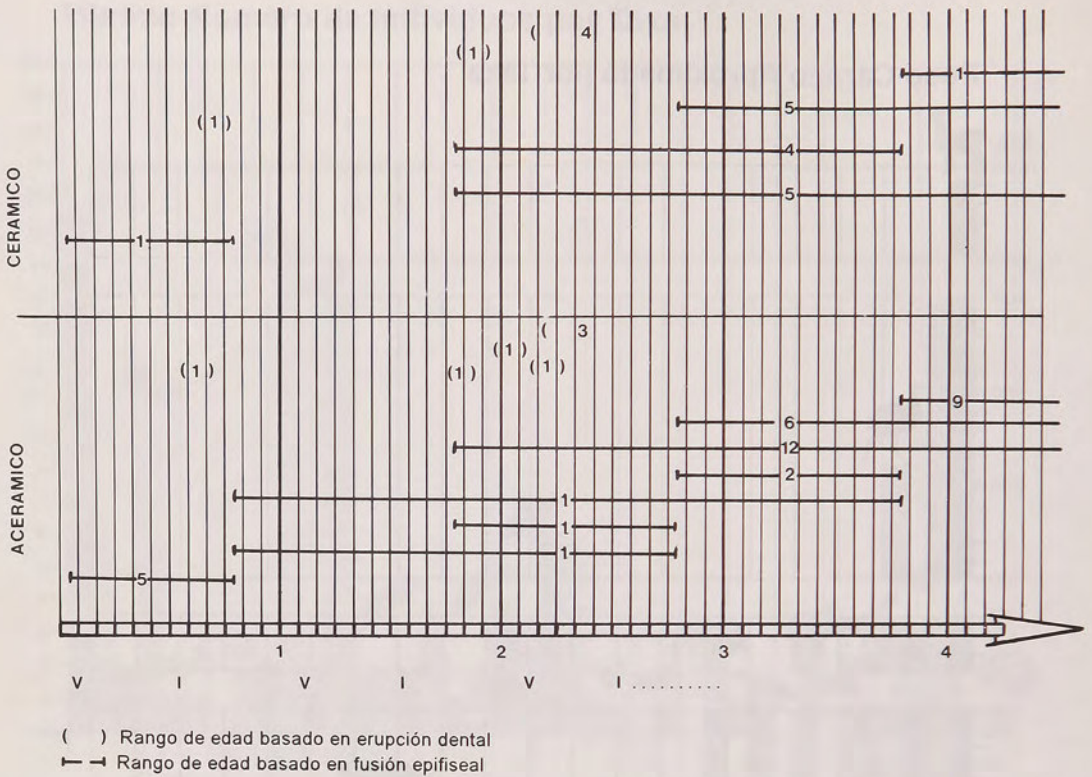 ( 4
( 1 )
1
5
( 1 )
4
5
CERAMICO
1
( 3
( 1 )
( 1 )
( 1 )
( 1 )
9
6
12
2
ACERAMICO
1
1
1
5
1 2 3 4
V I V I V I ..........
( ) Rango de edad basado en erupción dental
Rango de edad basado en fusión epifiseal